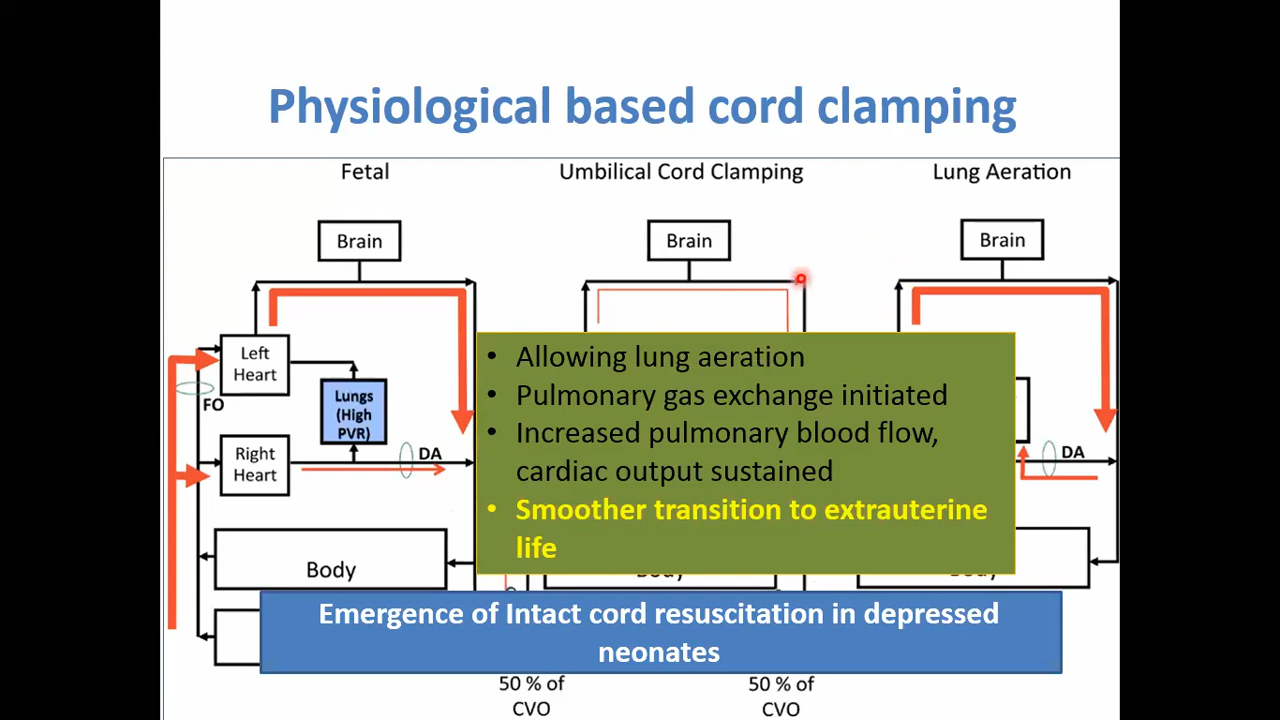 Physiological based cord clamping
Fetal
Umbilical Cord Clamping
Lung Aeration
Brain
Brain
Brain
Left
Heart
FO
Lungs
(High
PVR)
Right
Heart
DA
DA
• Allowing lung aeration
• Pulmonary gas exchange initiated
• Increased pulmonary blood flow,
cardiac output sustained
• Smoother transition to extrauterine
life
Body
Body
Body
Emergence of Intact cord resuscitation in depressed
neonates
50 % of
CVO
50 % of
CVO